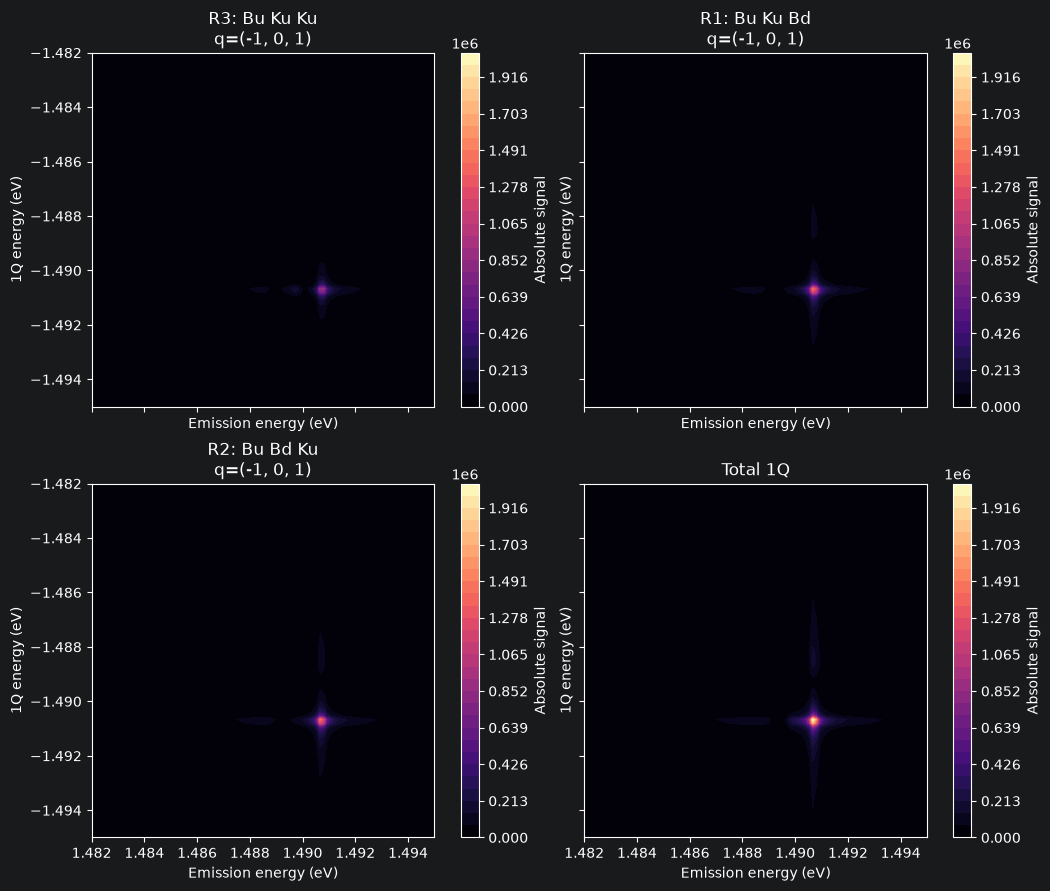 R3: Bu Ku Ku
q=(-1, 0, 1)
1e6
−1.482
−1.484
−1.486
−1.488
−1.490
−1.492
−1.494
1Q energy (eV)
Emission energy (eV)
1.916
1.703
1.491
1.278
1.065
0.852
0.639
0.426
0.213
0.000
Absolute signal
R1: Bu Ku Bd
q=(-1, 0, 1)
1e6
1Q energy (eV)
Emission energy (eV)
1.916
1.703
1.491
1.278
1.065
0.852
0.639
0.426
0.213
0.000
Absolute signal
R2: Bu Bd Ku
q=(-1, 0, 1)
1e6
−1.482
−1.484
−1.486
−1.488
−1.490
−1.492
−1.494
1Q energy (eV)
1.482 1.484 1.486 1.488 1.490 1.492 1.494
Emission energy (eV)
1.916
1.703
1.491
1.278
1.065
0.852
0.639
0.426
0.213
0.000
Absolute signal
Total 1Q
1e6
1Q energy (eV)
1.482 1.484 1.486 1.488 1.490 1.492 1.494
Emission energy (eV)
1.916
1.703
1.491
1.278
1.065
0.852
0.639
0.426
0.213
0.000
Absolute signal